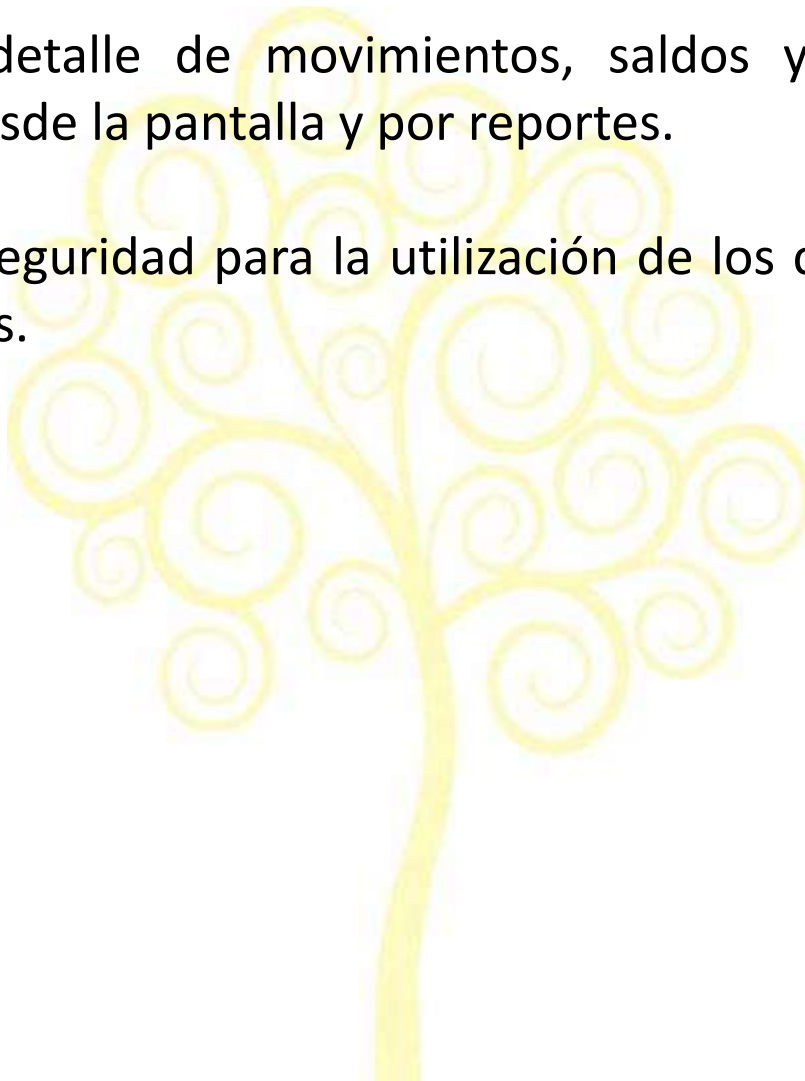 detalle de movimientos, saldos y
sde la pantalla y por reportes.
eguridad para la utilización de los
s.